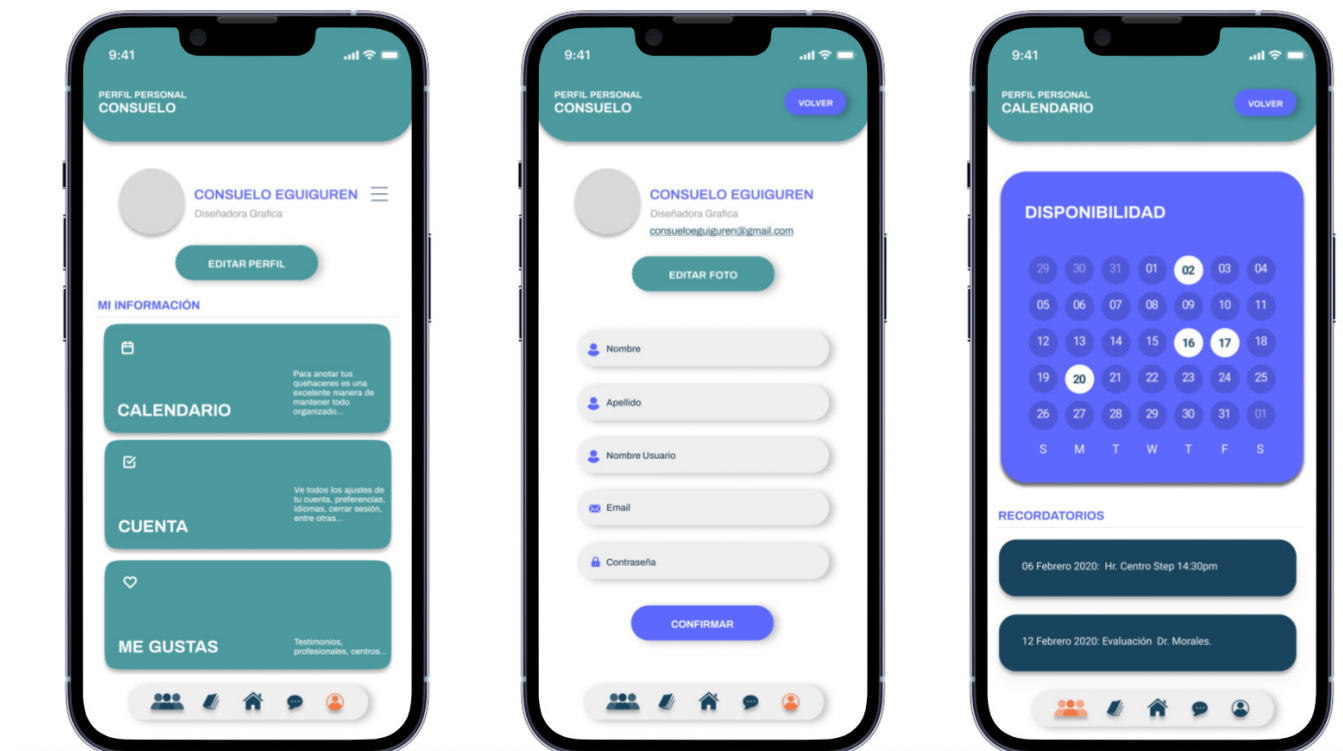 9:41
PERFIL PERSONAL
CONSUELO
CONSUELO EGUIGUREN
Diseñadora Grafica
EDITAR PERFIL
MI INFORMACIÓN
CALENDARIO
Para anotar tus
quehaceres es una
excelente manera de
mantener todo
organizado...
CUENTA
Ve todos los ajustes de
tu cuenta, preferencias,
idiomas, cerrar sesión,
entre otras...
ME GUSTAS
Testimonios,
profesionales, centros...
9:41
PERFIL PERSONAL
CONSUELO
VOLVER
CONSUELO EGUIGUREN
Diseñadora Grafica
consueloeguiguren@gmail.com
EDITAR FOTO
Nombre
Apellido
Nombre Usuario
Email
Contraseña
CONFIRMAR
9:41
PERFIL PERSONAL
CALENDARIO
VOLVER
DISPONIBILIDAD
29 30 31 01 02 03 04
05 06 07 08 09 10 11
12 13 14 15 16 17 18
19 20 21 22 23 24 25
26 27 28 29 30 31 01
S M T W T F S
RECORDATORIOS
06 Febrero 2020: Hr. Centro Step 14:30pm
12 Febrero 2020: Evaluación Dr. Morales.